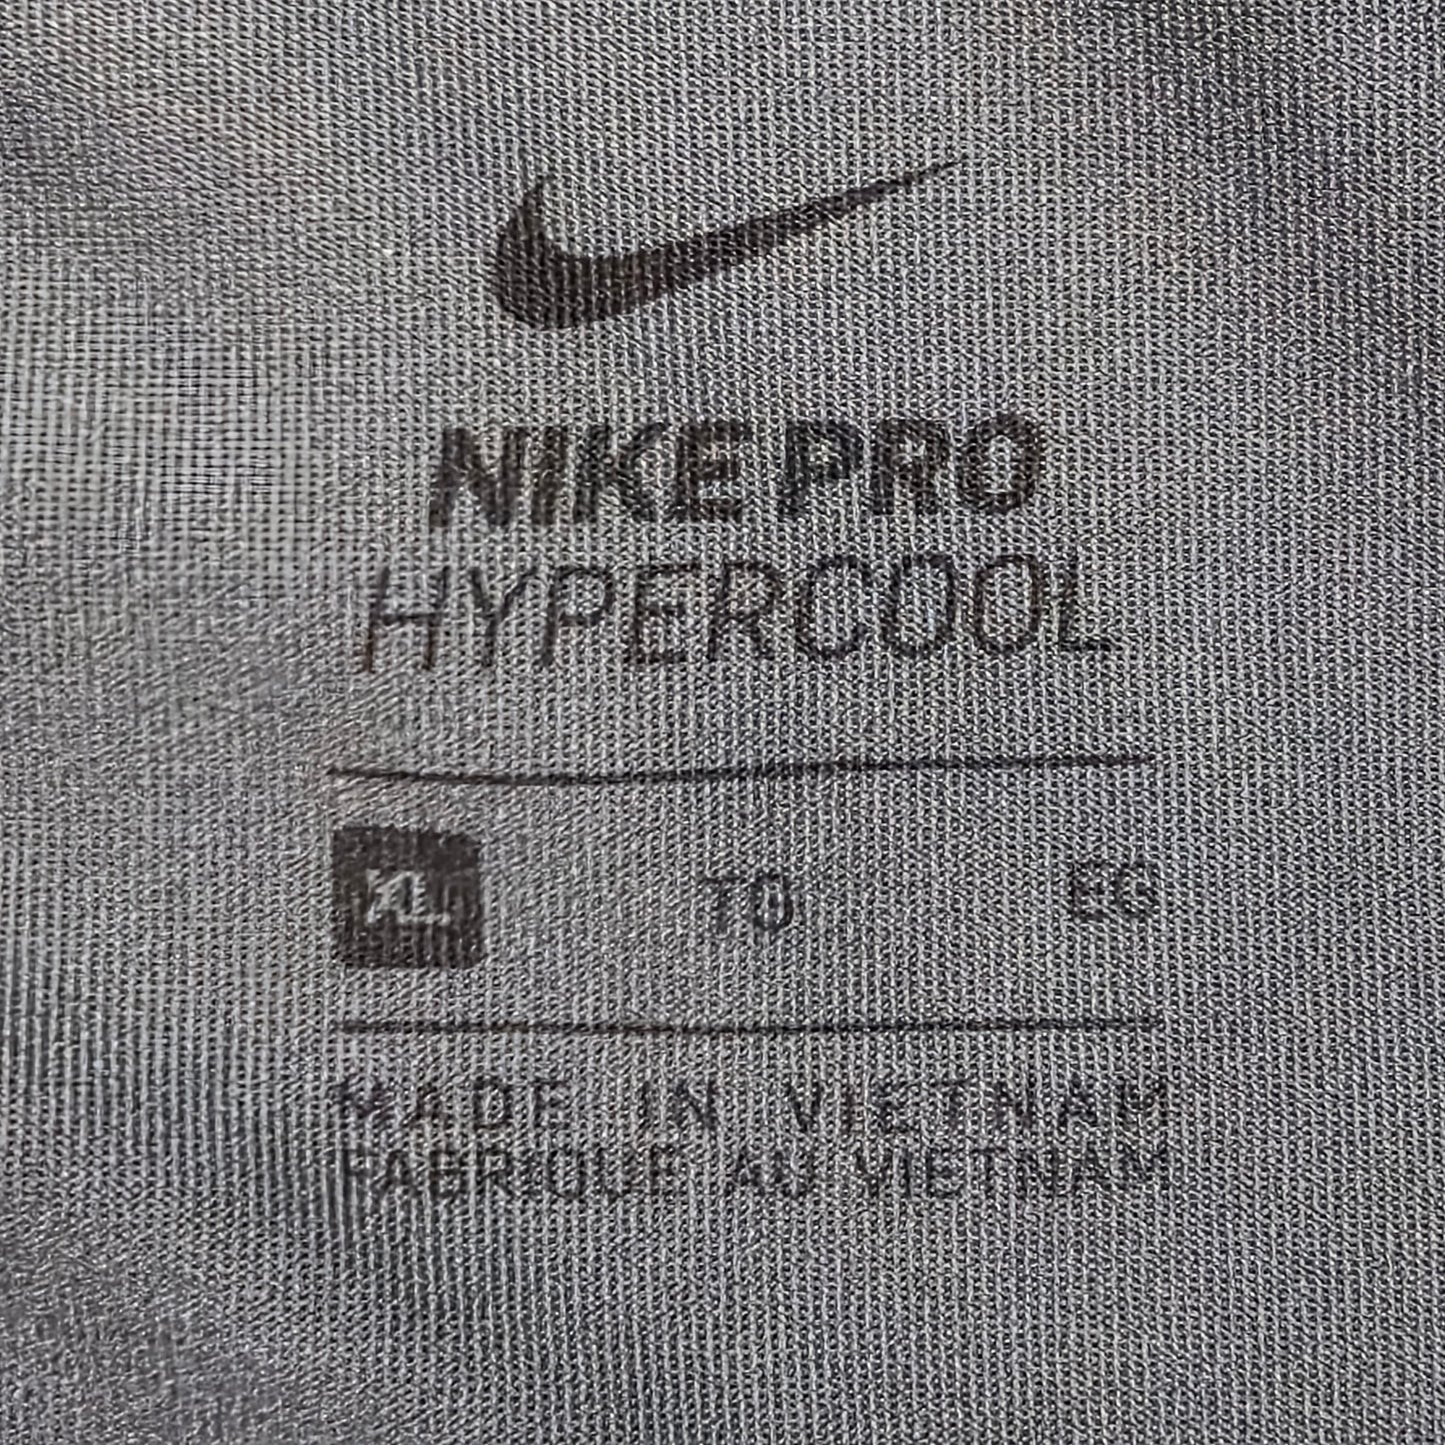 NIKE PRO
HYPERCOOL
XL TG EG
MADE IN VIETNAM
FABRIQUE AU VIETNAM